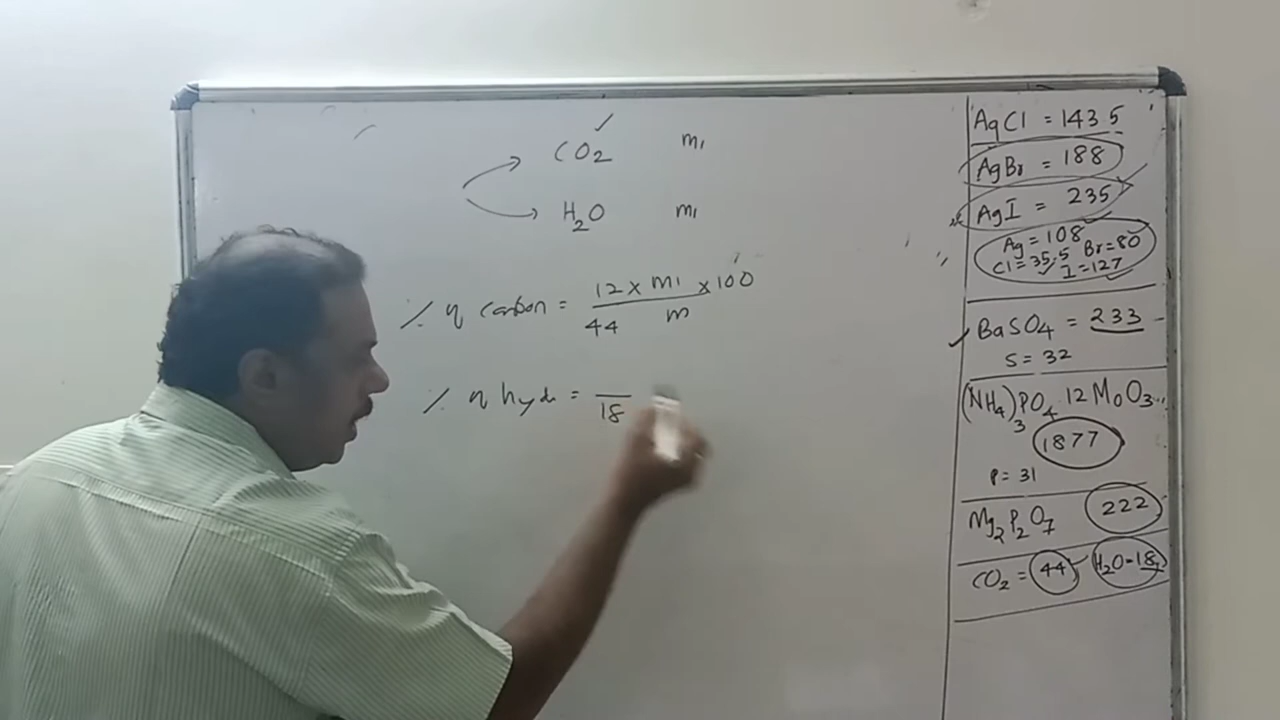 CO2 m1
H2O m1
% of carbon = 12 x m1 x 100
44 m
% of hyd =
18
AgCl = 143 5
AgBr = 188
AgI = 235
Ag = 108
Br = 80
Cl = 35.5
I = 127
BaSO4 = 233
S = 32
(NH4)3PO4 12MoO3
1877
P = 31
Mg2P2O7 222
CO2 = 44 H2O = 18